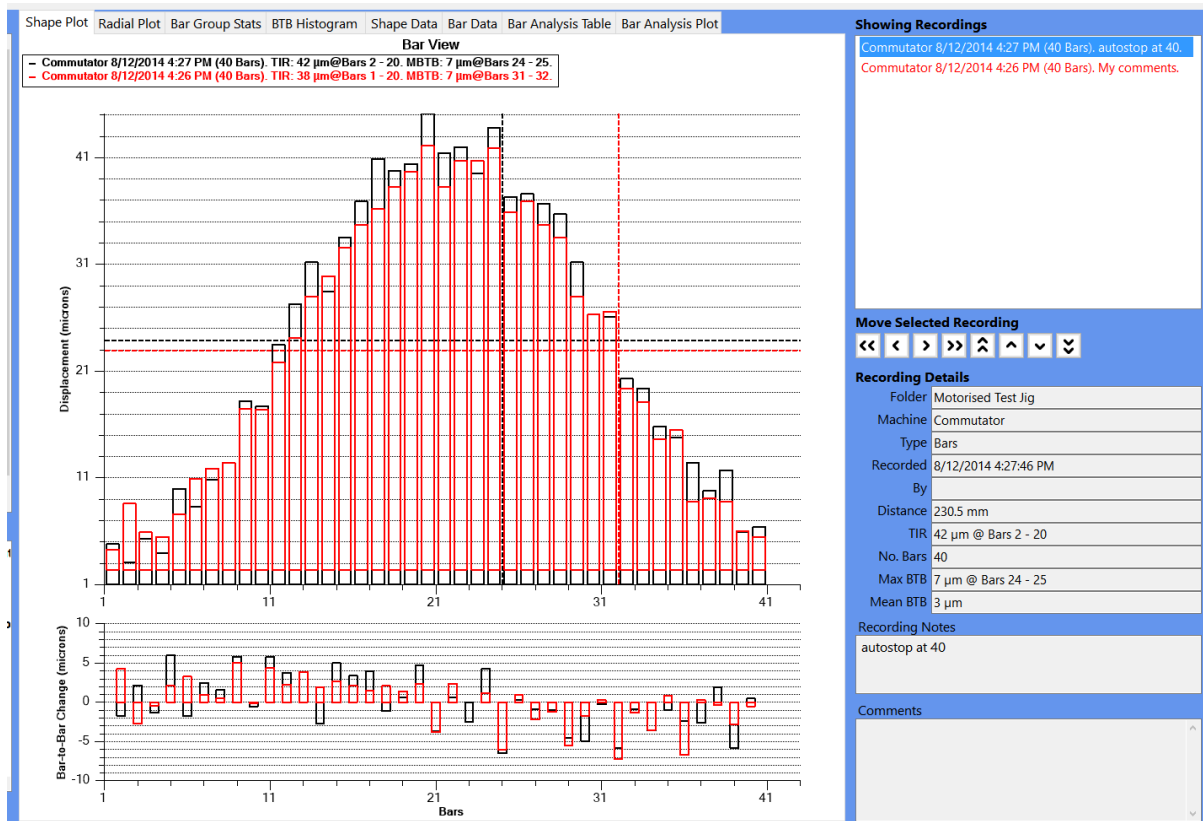 Shape Plot Radial Plot Bar Group Stats BTB Histogram Shape Data Bar Data Bar Analysis Table Bar Analysis Plot
Bar View
Commutator 8/12/2014 4:27 PM (40 Bars). TIR: 42 µm@Bars 2 - 20. MBTB: 7 µm@Bars 24 - 25.
Commutator 8/12/2014 4:26 PM (40 Bars). TIR: 38 µm@Bars 1 - 20. MBTB: 7 µm@Bars 31 - 32.
Displacement (microns)
41
31
21
11
1
1 11 21 31 41
Bar-to-Bar Change (microns)
10
5
0
-5
-10
1 11 21 31 41
Bars
Showing Recordings
Commutator 8/12/2014 4:27 PM (40 Bars). autostop at 40.
Commutator 8/12/2014 4:26 PM (40 Bars). My comments.
Move Selected Recording
Recording Details
Folder Motorised Test Jig
Machine Commutator
Type Bars
Recorded 8/12/2014 4:27:46 PM
By
Distance 230.5 mm
TIR 42 µm @ Bars 2 - 20
No. Bars 40
Max BTB 7 µm @ Bars 24 - 25
Mean BTB 3 µm
Recording Notes
autostop at 40
Comments